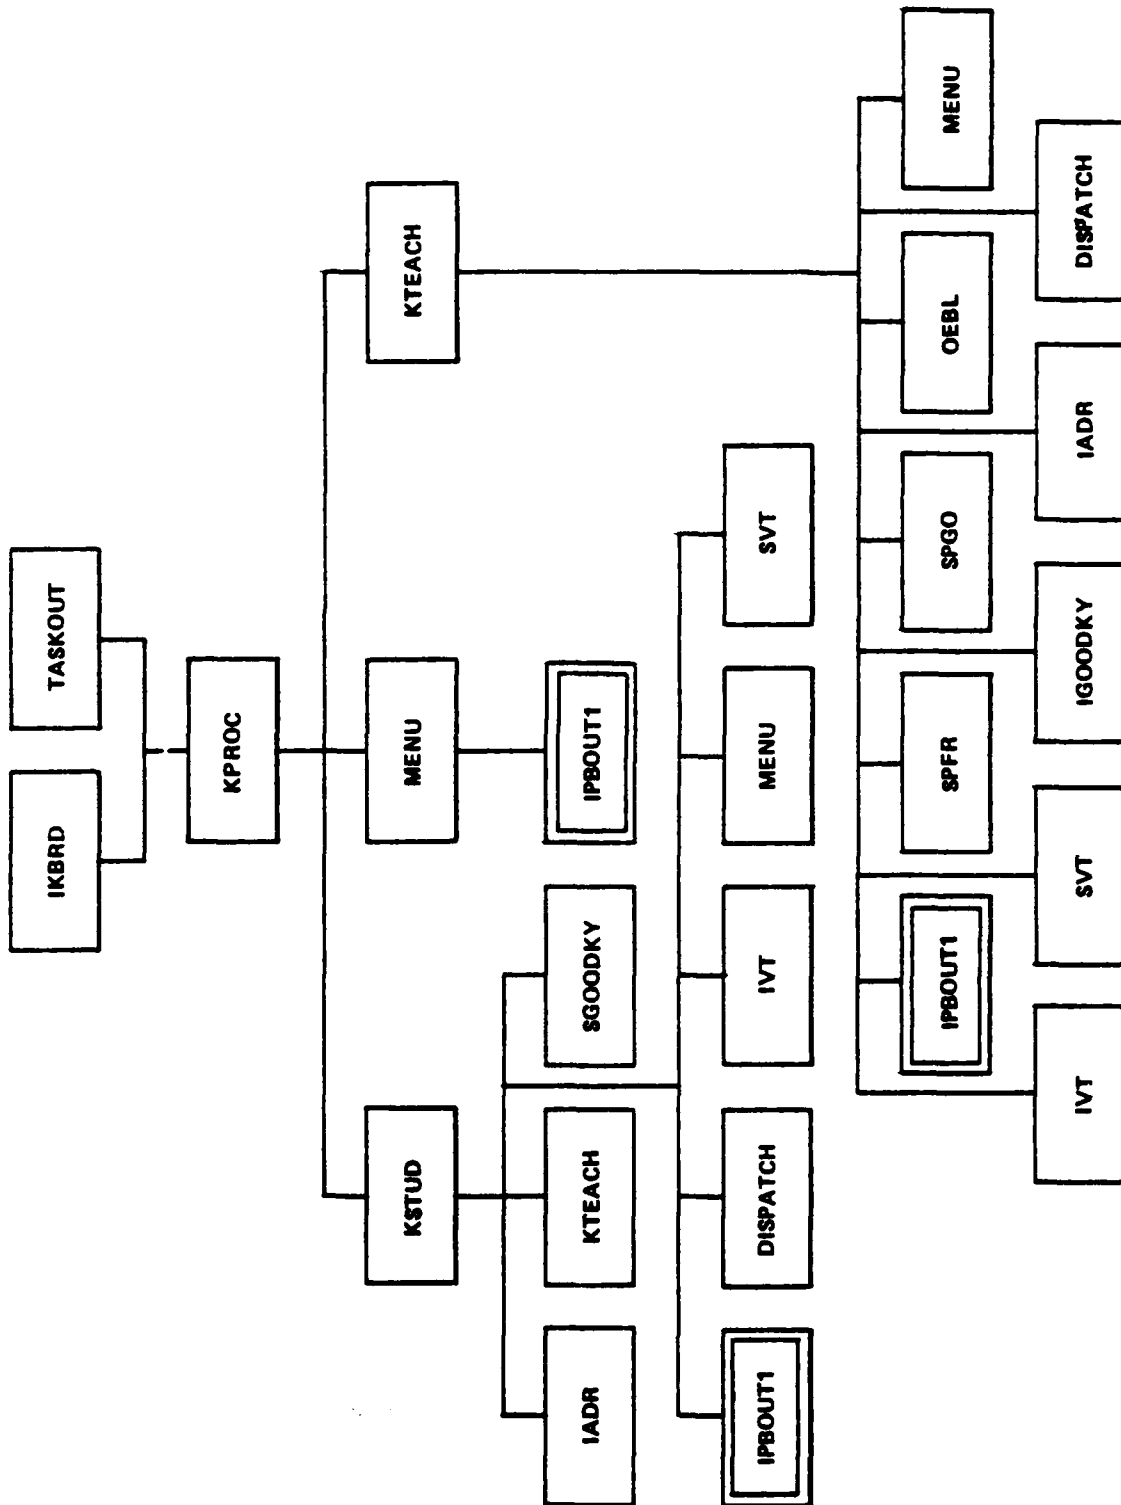 IKBRD
TASKOUT
KPROC
KSTUD
MENU
KTEACH
IADR
KTEACH
SGOODKY
IPBOUT1
IPBOUT1
DISPATCH
IVT
MENU
SVT
IPBOUT1
SPFR
SPGO
OEBL
MENU
IVT
SVT
IGOODKY
IADR
DISPATCH